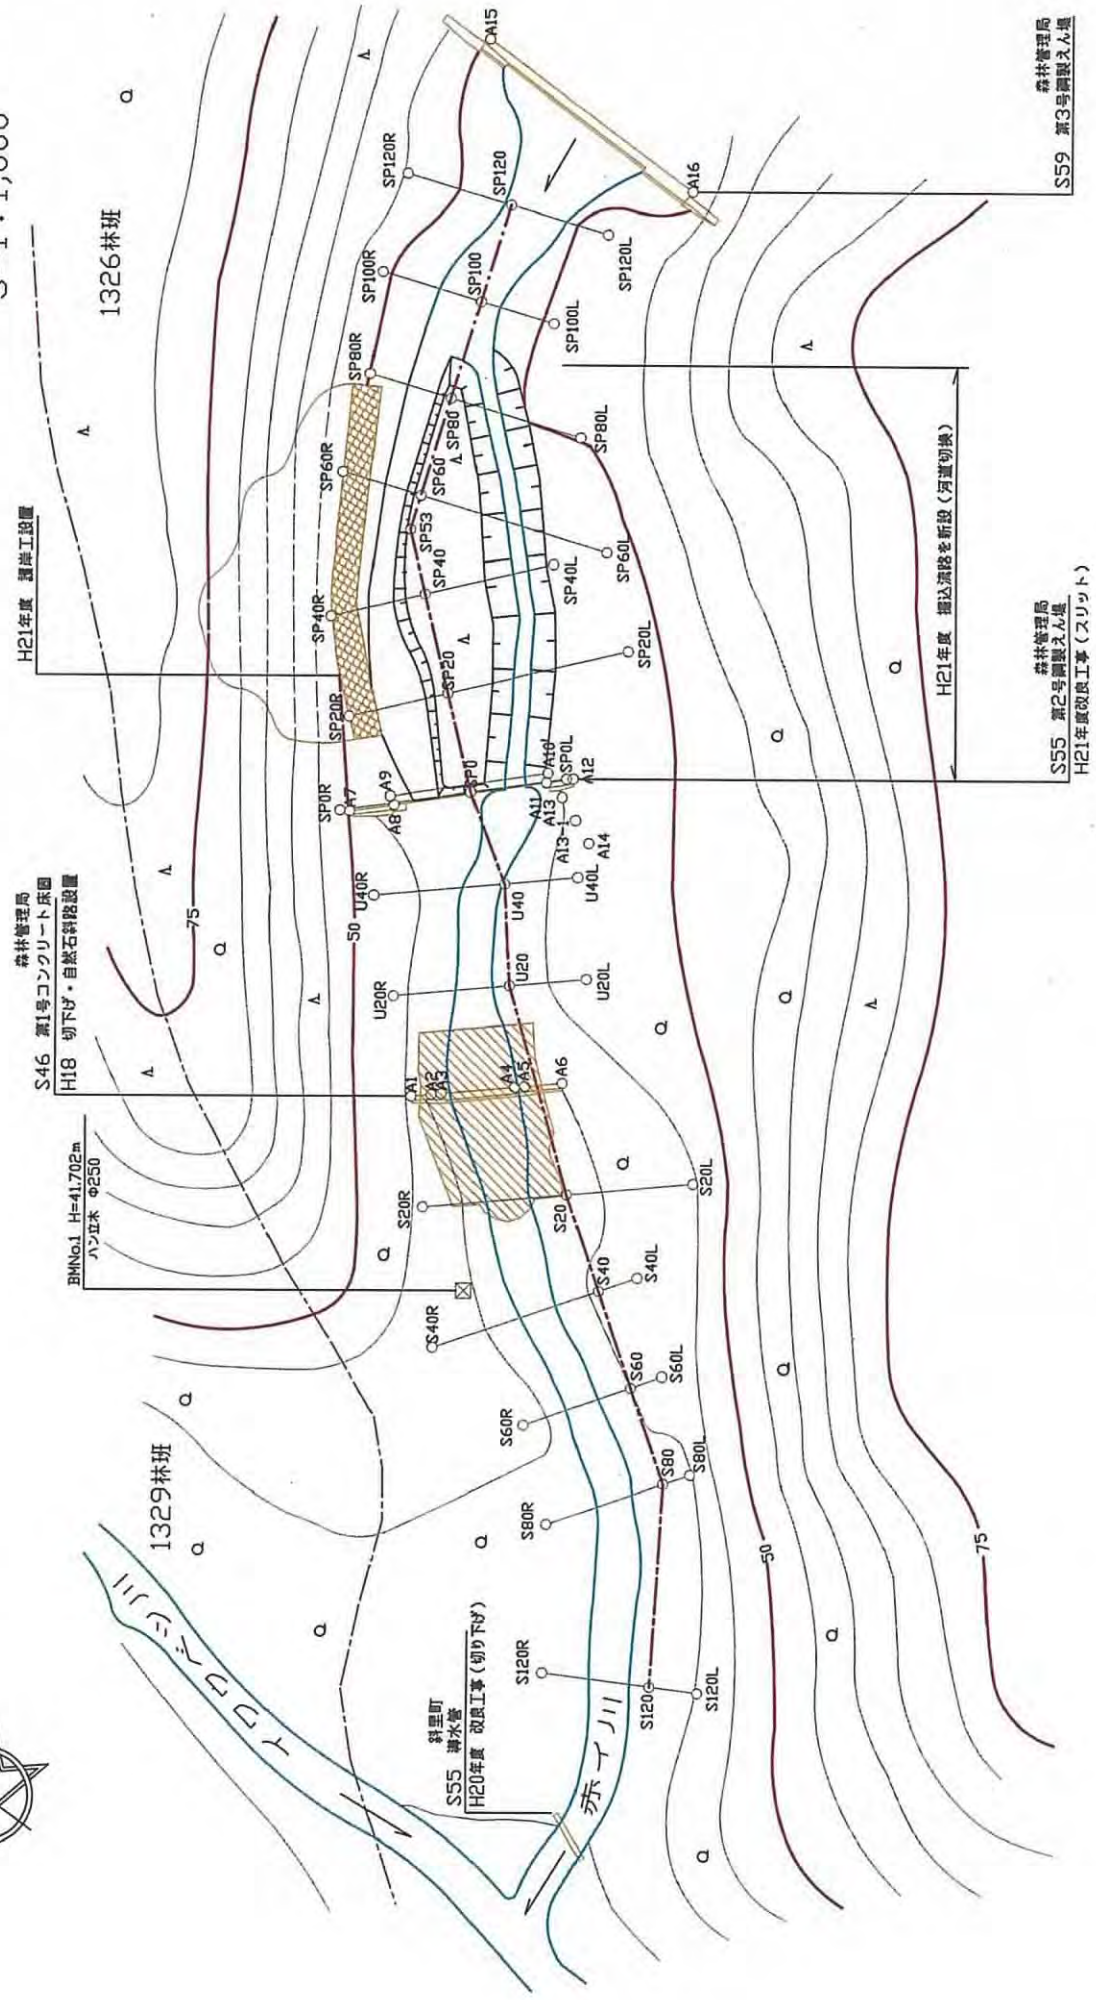 1326林班
H21年度 護岸工設置
森林管理局
S46 第1号コンクリート床固
H18 切下げ・自然石斜路設置
BMNo.1 H=41.702m
ハン立木 Φ250
1329林班
イワウベツ川
斜里町
S55 導水管
H20年度 改良工事(切り下げ)
赤イ川
森林管理局
S59 第3号鋼製えん堤
H21年度 掘込流路を新設(河道切換)
森林管理局
S55 第2号鋼製えん堤
H21年度改良工事(スリット)
A15
A16
SP120R
SP120
SP120L
SP100R
SP100
SP100L
SP80R
SP80
SP80L
SP60R
SP60
SP60L
SP53
SP40R
SP40
SP40L
SP20R
SP20
SP20L
SP0R
SP0
SP0L
A7
A8
A9
A10
A11
A12
A13
A13-1
A14
U40R
U40
U40L
U20R
U20
U20L
A1
A2
A3
A4
A5
A6
S20R
S20
S20L
S40R
S40
S40L
S60R
S60
S60L
S80R
S80
S80L
S120R
S120
S120L
75
50
50
75